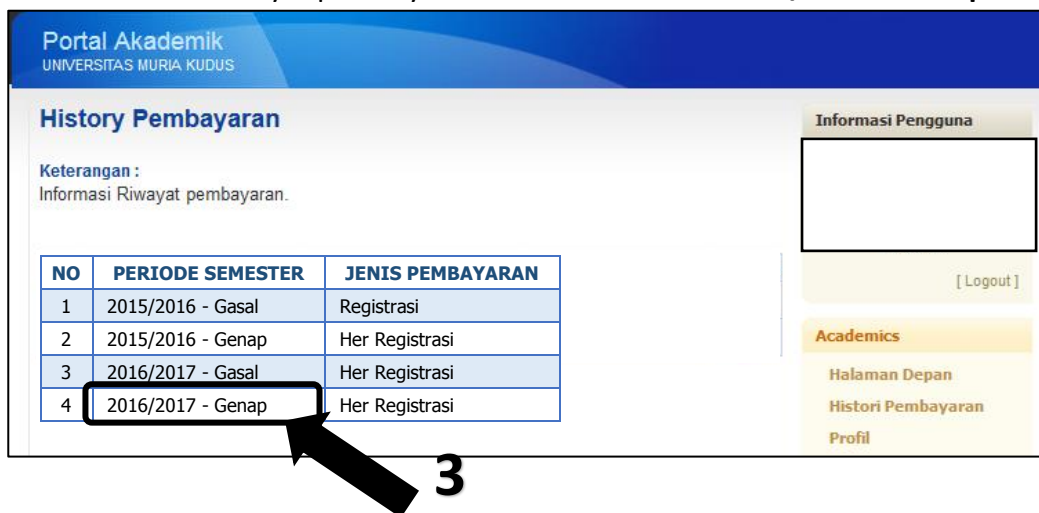 Portal Akademik
UNIVERSITAS MURIA KUDUS
History Pembayaran
Keterangan :
Informasi Riwayat pembayaran.
NO PERIODE SEMESTER JENIS PEMBAYARAN
1 2015/2016 - Gasal Registrasi
2 2015/2016 - Genap Her Registrasi
3 2016/2017 - Gasal Her Registrasi
4 2016/2017 - Genap Her Registrasi
3
Informasi Pengguna
[ Logout ]
Academics
Halaman Depan
Histori Pembayaran
Profil